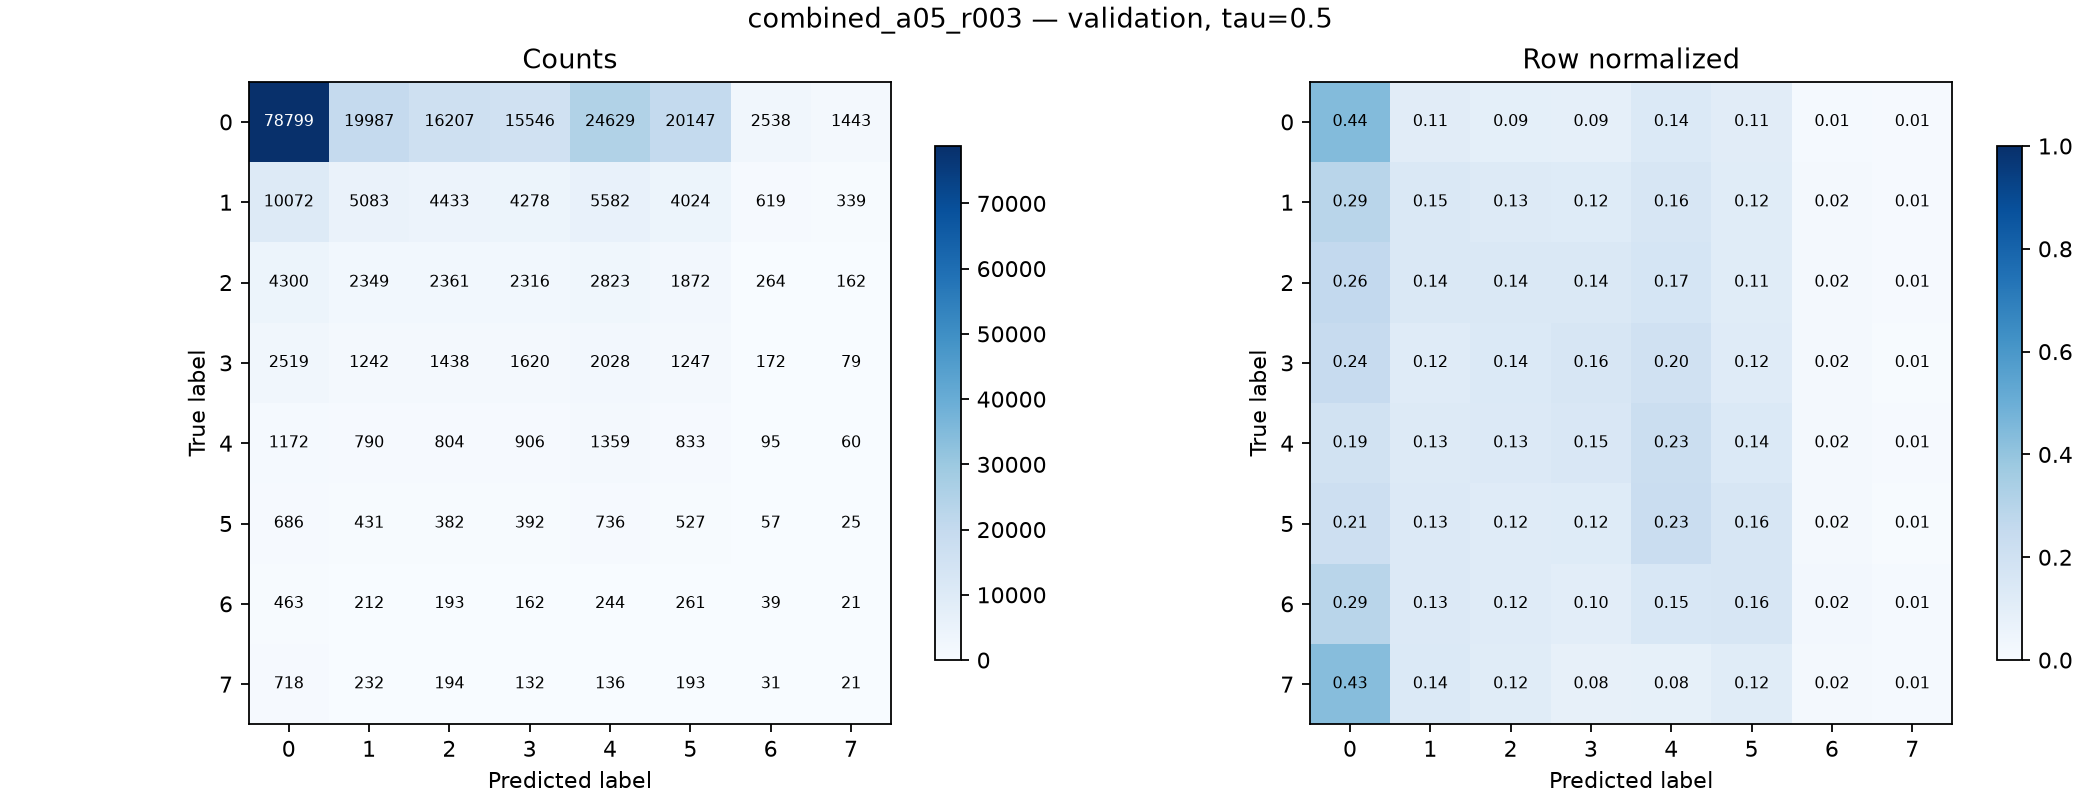 combined_a05_r003 — validation, tau=0.5
Counts
0 78799 19987 16207 15546 24629 20147 2538 1443
1 10072 5083 4433 4278 5582 4024 619 339
2 4300 2349 2361 2316 2823 1872 264 162
3 2519 1242 1438 1620 2028 1247 172 79
4 1172 790 804 906 1359 833 95 60
5 686 431 382 392 736 527 57 25
6 463 212 193 162 244 261 39 21
7 718 232 194 132 136 193 31 21
0 1 2 3 4 5 6 7
True label
Predicted label
70000
60000
50000
40000
30000
20000
10000
0
Row normalized
0 0.44 0.11 0.09 0.09 0.14 0.11 0.01 0.01
1 0.29 0.15 0.13 0.12 0.16 0.12 0.02 0.01
2 0.26 0.14 0.14 0.14 0.17 0.11 0.02 0.01
3 0.24 0.12 0.14 0.16 0.20 0.12 0.02 0.01
4 0.19 0.13 0.13 0.15 0.23 0.14 0.02 0.01
5 0.21 0.13 0.12 0.12 0.23 0.16 0.02 0.01
6 0.29 0.13 0.12 0.10 0.15 0.16 0.02 0.01
7 0.43 0.14 0.12 0.08 0.08 0.12 0.02 0.01
0 1 2 3 4 5 6 7
True label
Predicted label
1.0
0.8
0.6
0.4
0.2
0.0